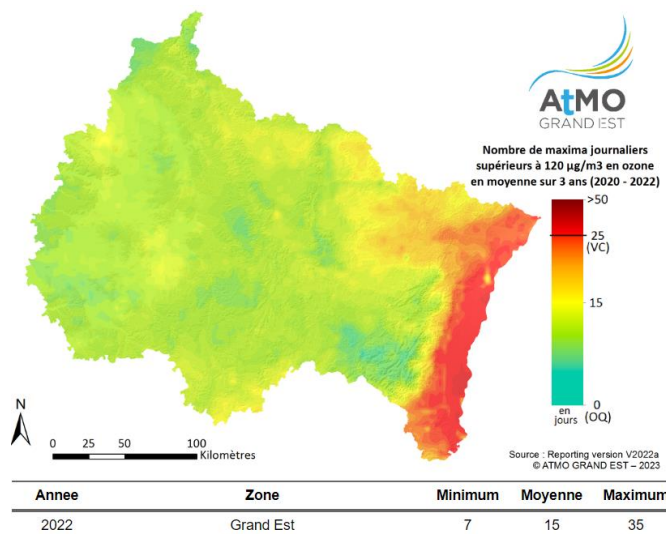 AtMO
GRAND EST
Nombre de maxima journaliers
supérieurs à 120 µg/m3 en ozone
en moyenne sur 3 ans (2020 - 2022)
>50
25
(VC)
15
0
en
jours
(OQ)
N
0 25 50 100
Kilomètres
Source : Reporting version V2022a
© ATMO GRAND EST – 2023
Annee Zone Minimum Moyenne Maximum
2022 Grand Est 7 15 35